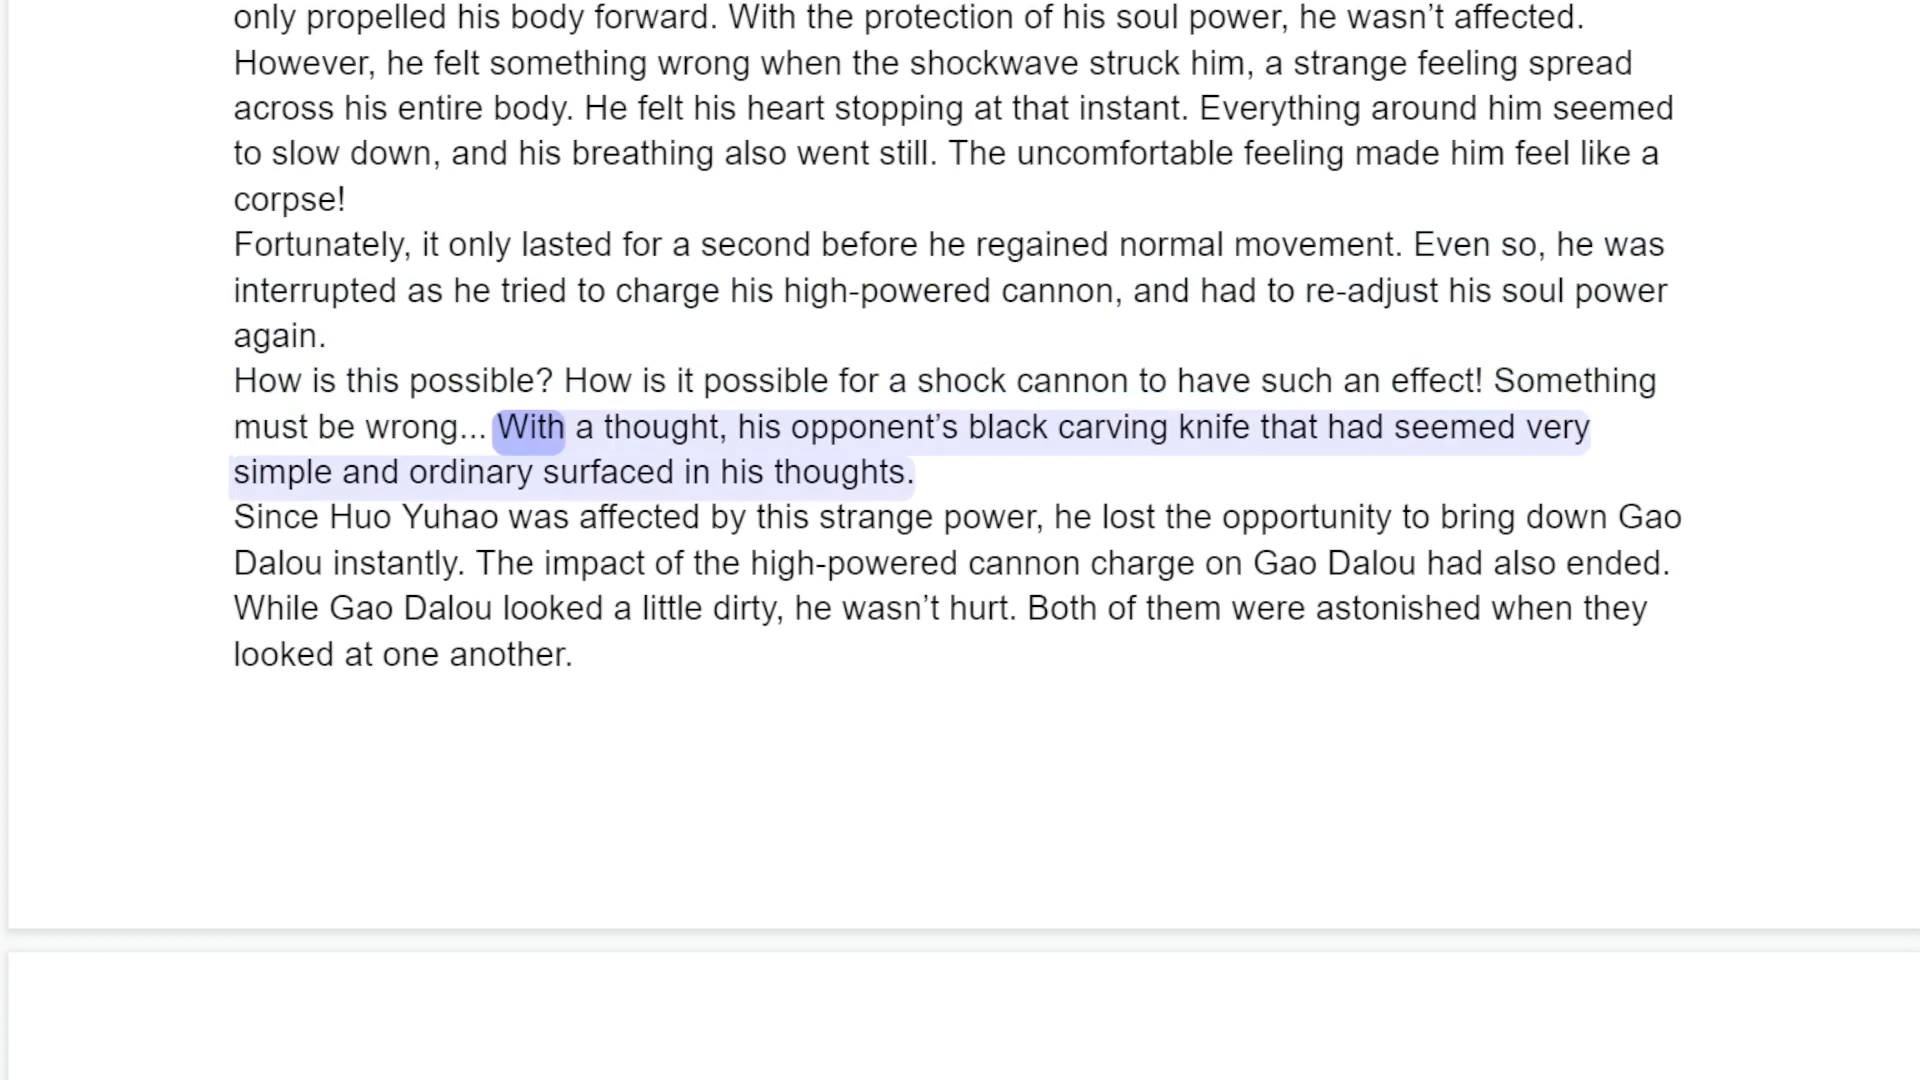 only propelled his body forward. With the protection of his soul power, he wasn’t affected.
However, he felt something wrong when the shockwave struck him, a strange feeling spread
across his entire body. He felt his heart stopping at that instant. Everything around him seemed
to slow down, and his breathing also went still. The uncomfortable feeling made him feel like a
corpse!
Fortunately, it only lasted for a second before he regained normal movement. Even so, he was
interrupted as he tried to charge his high-powered cannon, and had to re-adjust his soul power
again.
How is this possible? How is it possible for a shock cannon to have such an effect! Something
must be wrong... With a thought, his opponent’s black carving knife that had seemed very
simple and ordinary surfaced in his thoughts.
Since Huo Yuhao was affected by this strange power, he lost the opportunity to bring down Gao
Dalou instantly. The impact of the high-powered cannon charge on Gao Dalou had also ended.
While Gao Dalou looked a little dirty, he wasn’t hurt. Both of them were astonished when they
looked at one another.